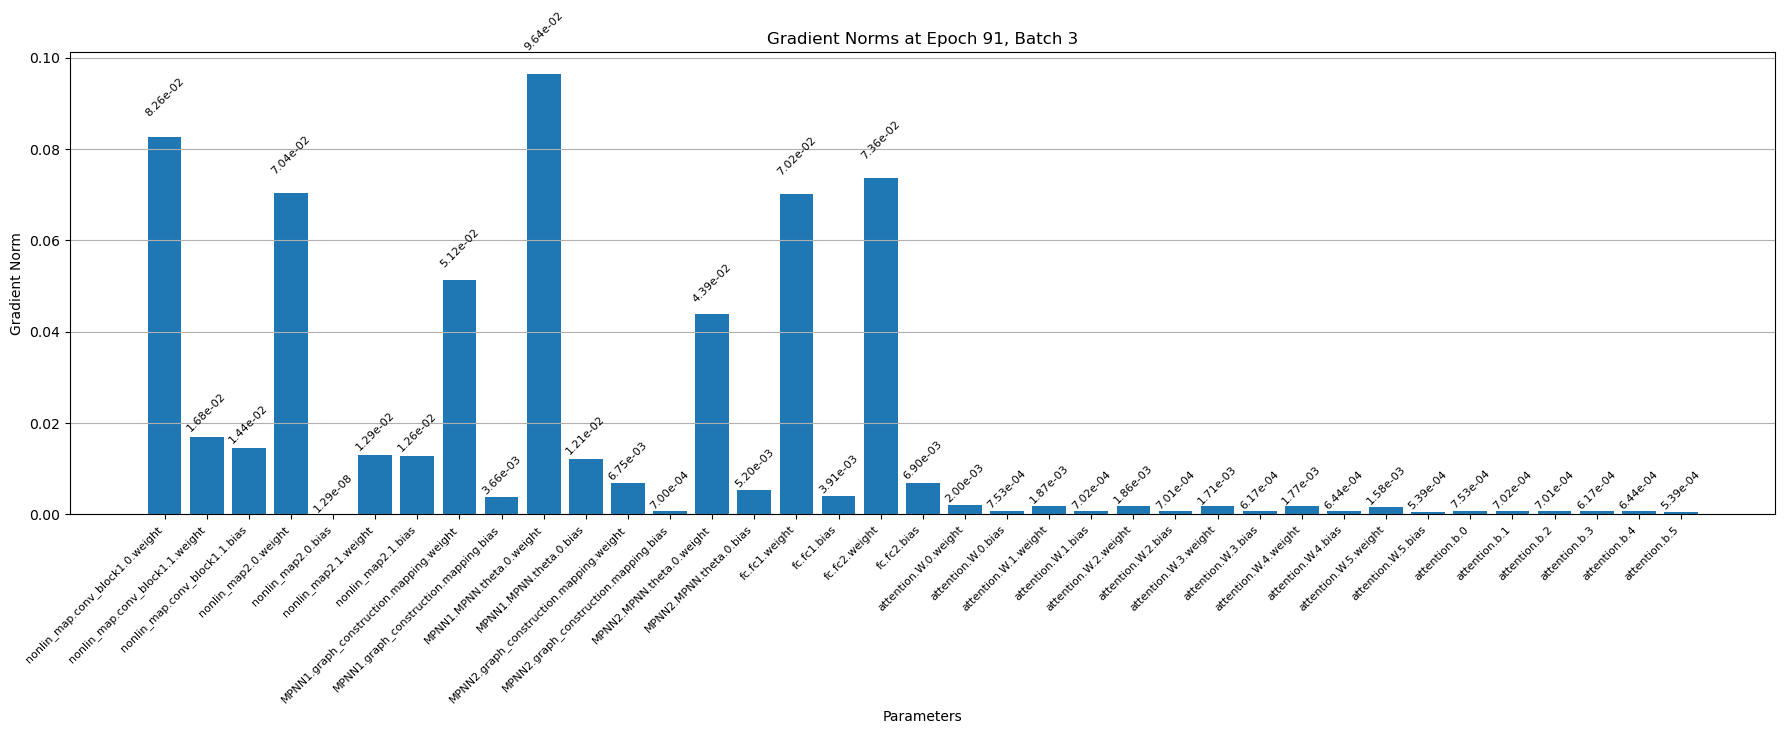 Gradient Norms at Epoch 91, Batch 3
Gradient Norm
0.10
0.08
0.06
0.04
0.02
0.00
8.26e-02
1.68e-02
1.44e-02
7.04e-02
1.29e-08
1.29e-02
1.26e-02
5.12e-02
3.66e-03
9.64e-02
1.21e-02
6.75e-03
7.00e-04
4.39e-02
5.20e-03
7.02e-02
3.91e-03
7.36e-02
6.90e-03
2.00e-03
7.53e-04
1.87e-03
7.02e-04
1.86e-03
7.01e-04
1.71e-03
6.17e-04
1.77e-03
6.44e-04
1.58e-03
5.39e-04
7.53e-04
7.02e-04
7.01e-04
6.17e-04
6.44e-04
5.39e-04
nonlin_map.conv_block1.0.weight
nonlin_map.conv_block1.1.weight
nonlin_map.conv_block1.1.bias
nonlin_map2.0.weight
nonlin_map2.0.bias
nonlin_map2.1.weight
nonlin_map2.1.bias
MPNN1.graph_construction.mapping.weight
MPNN1.graph_construction.mapping.bias
MPNN1.MPNN.theta.0.weight
MPNN1.MPNN.theta.0.bias
MPNN2.graph_construction.mapping.weight
MPNN2.graph_construction.mapping.bias
MPNN2.MPNN.theta.0.weight
MPNN2.MPNN.theta.0.bias
fc.fc1.weight
fc.fc1.bias
fc.fc2.weight
fc.fc2.bias
attention.W.0.weight
attention.W.0.bias
attention.W.1.weight
attention.W.1.bias
attention.W.2.weight
attention.W.2.bias
attention.W.3.weight
attention.W.3.bias
attention.W.4.weight
attention.W.4.bias
attention.W.5.weight
attention.W.5.bias
attention.b.0
attention.b.1
attention.b.2
attention.b.3
attention.b.4
attention.b.5
Parameters